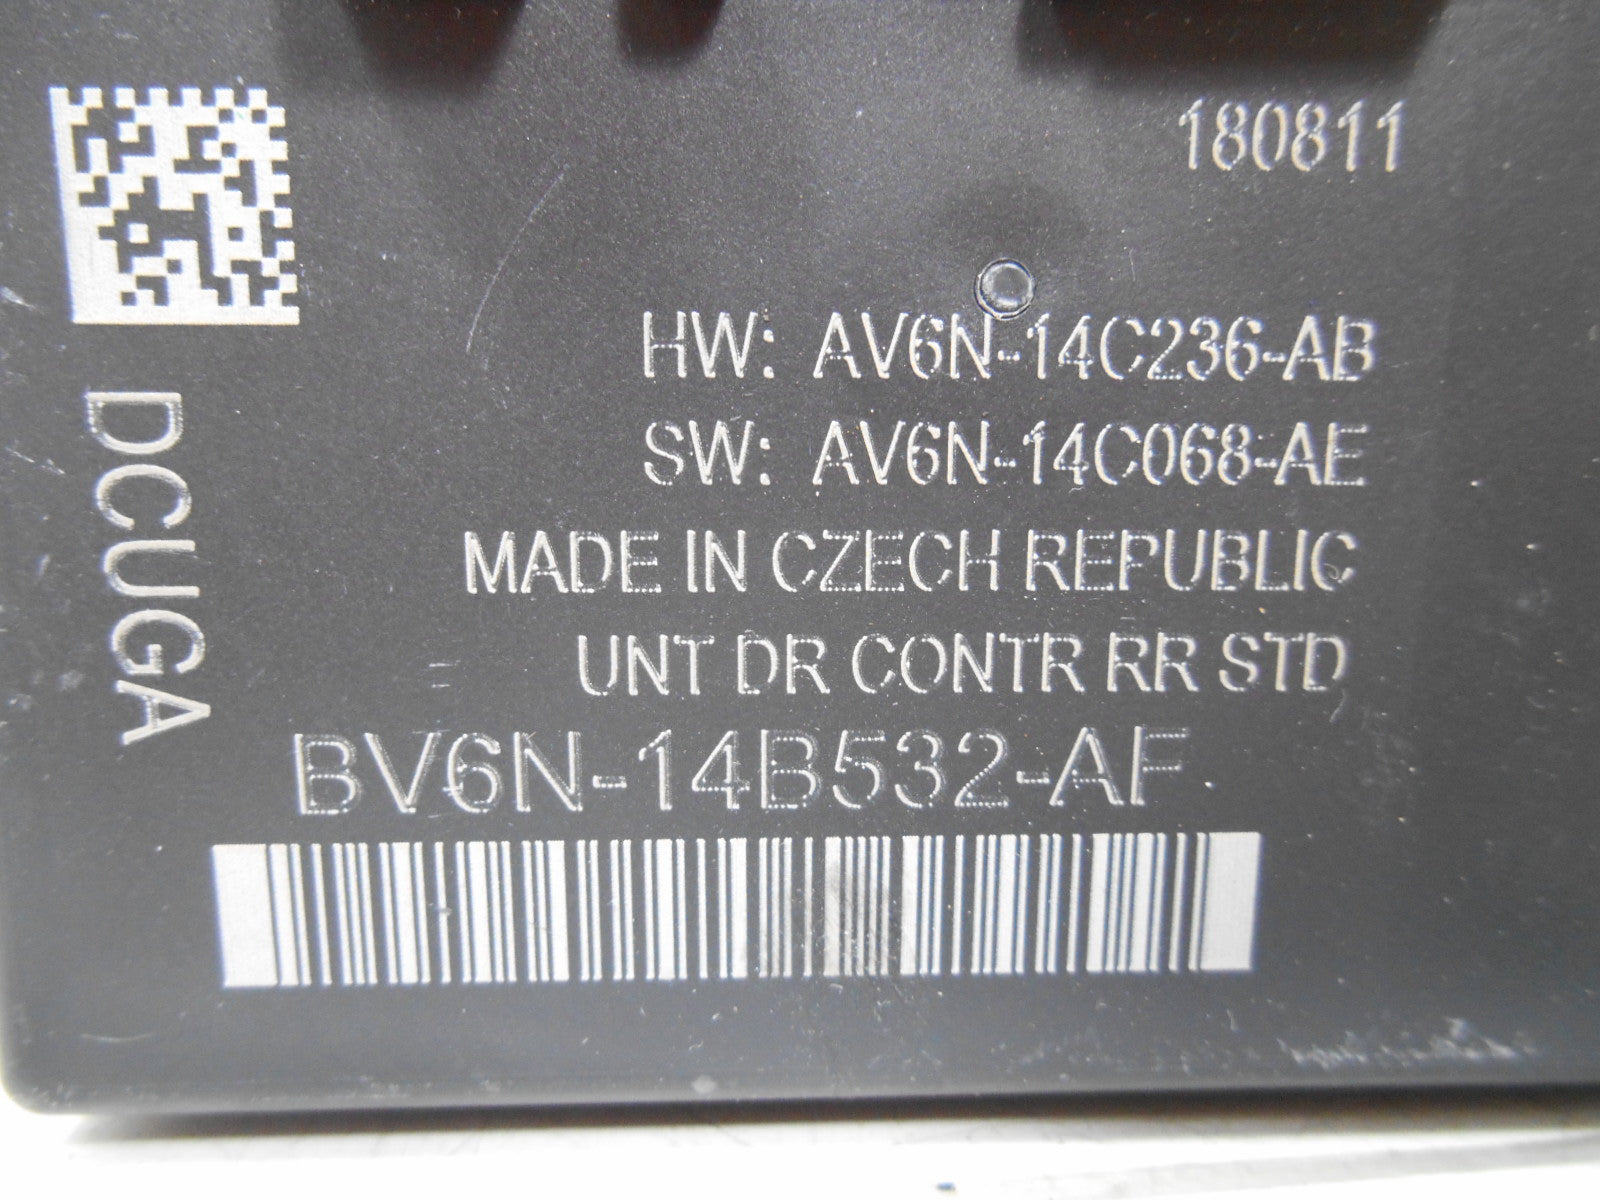 180811
HW: AV6N-14C236-AB
SW: AV6N-14C068-AE
MADE IN CZECH REPUBLIC
UNT DR CONTR RR STD
BV6N-14B532-AF
DCUGA